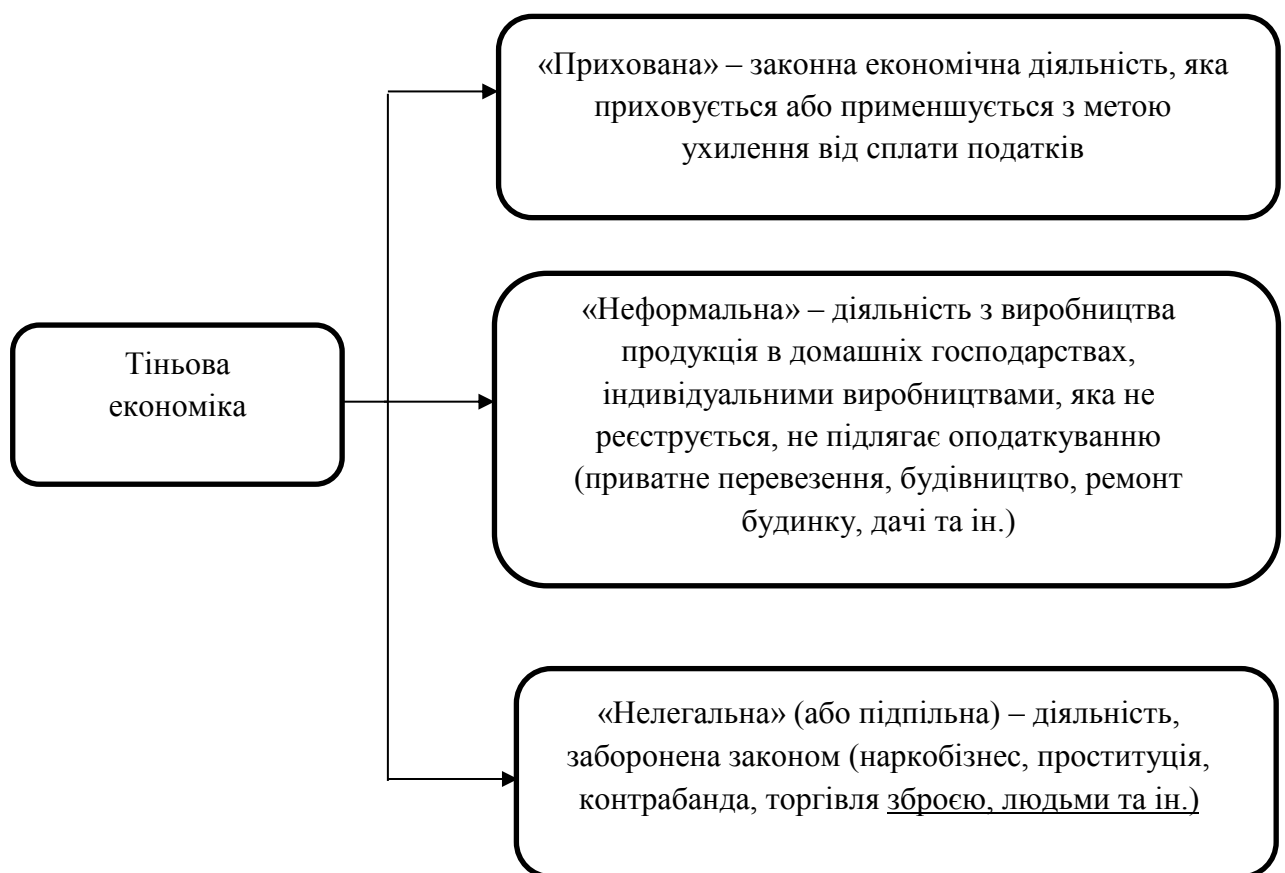 «Прихована» – законна економічна діяльність, яка
приховується або применшується з метою
ухилення від сплати податків
Тіньова
економіка
«Неформальна» – діяльність з виробництва
продукція в домашніх господарствах,
індивідуальними виробництвами, яка не
реєструється, не підлягає оподаткуванню
(приватне перевезення, будівництво, ремонт
будинку, дачі та ін.)
«Нелегальна» (або підпільна) – діяльність,
заборонена законом (наркобізнес, проституція,
контрабанда, торгівля зброєю, людьми та ін.)